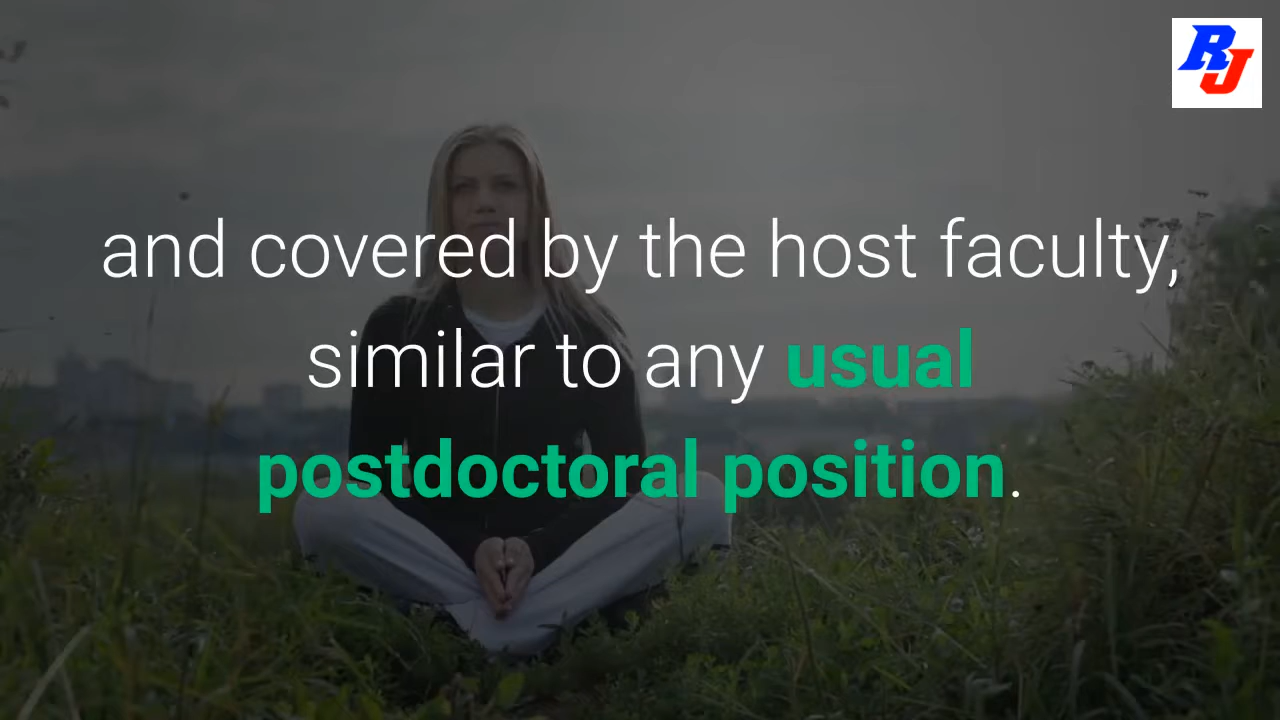 RJ
and covered by the host faculty,
similar to any usual
postdoctoral position.